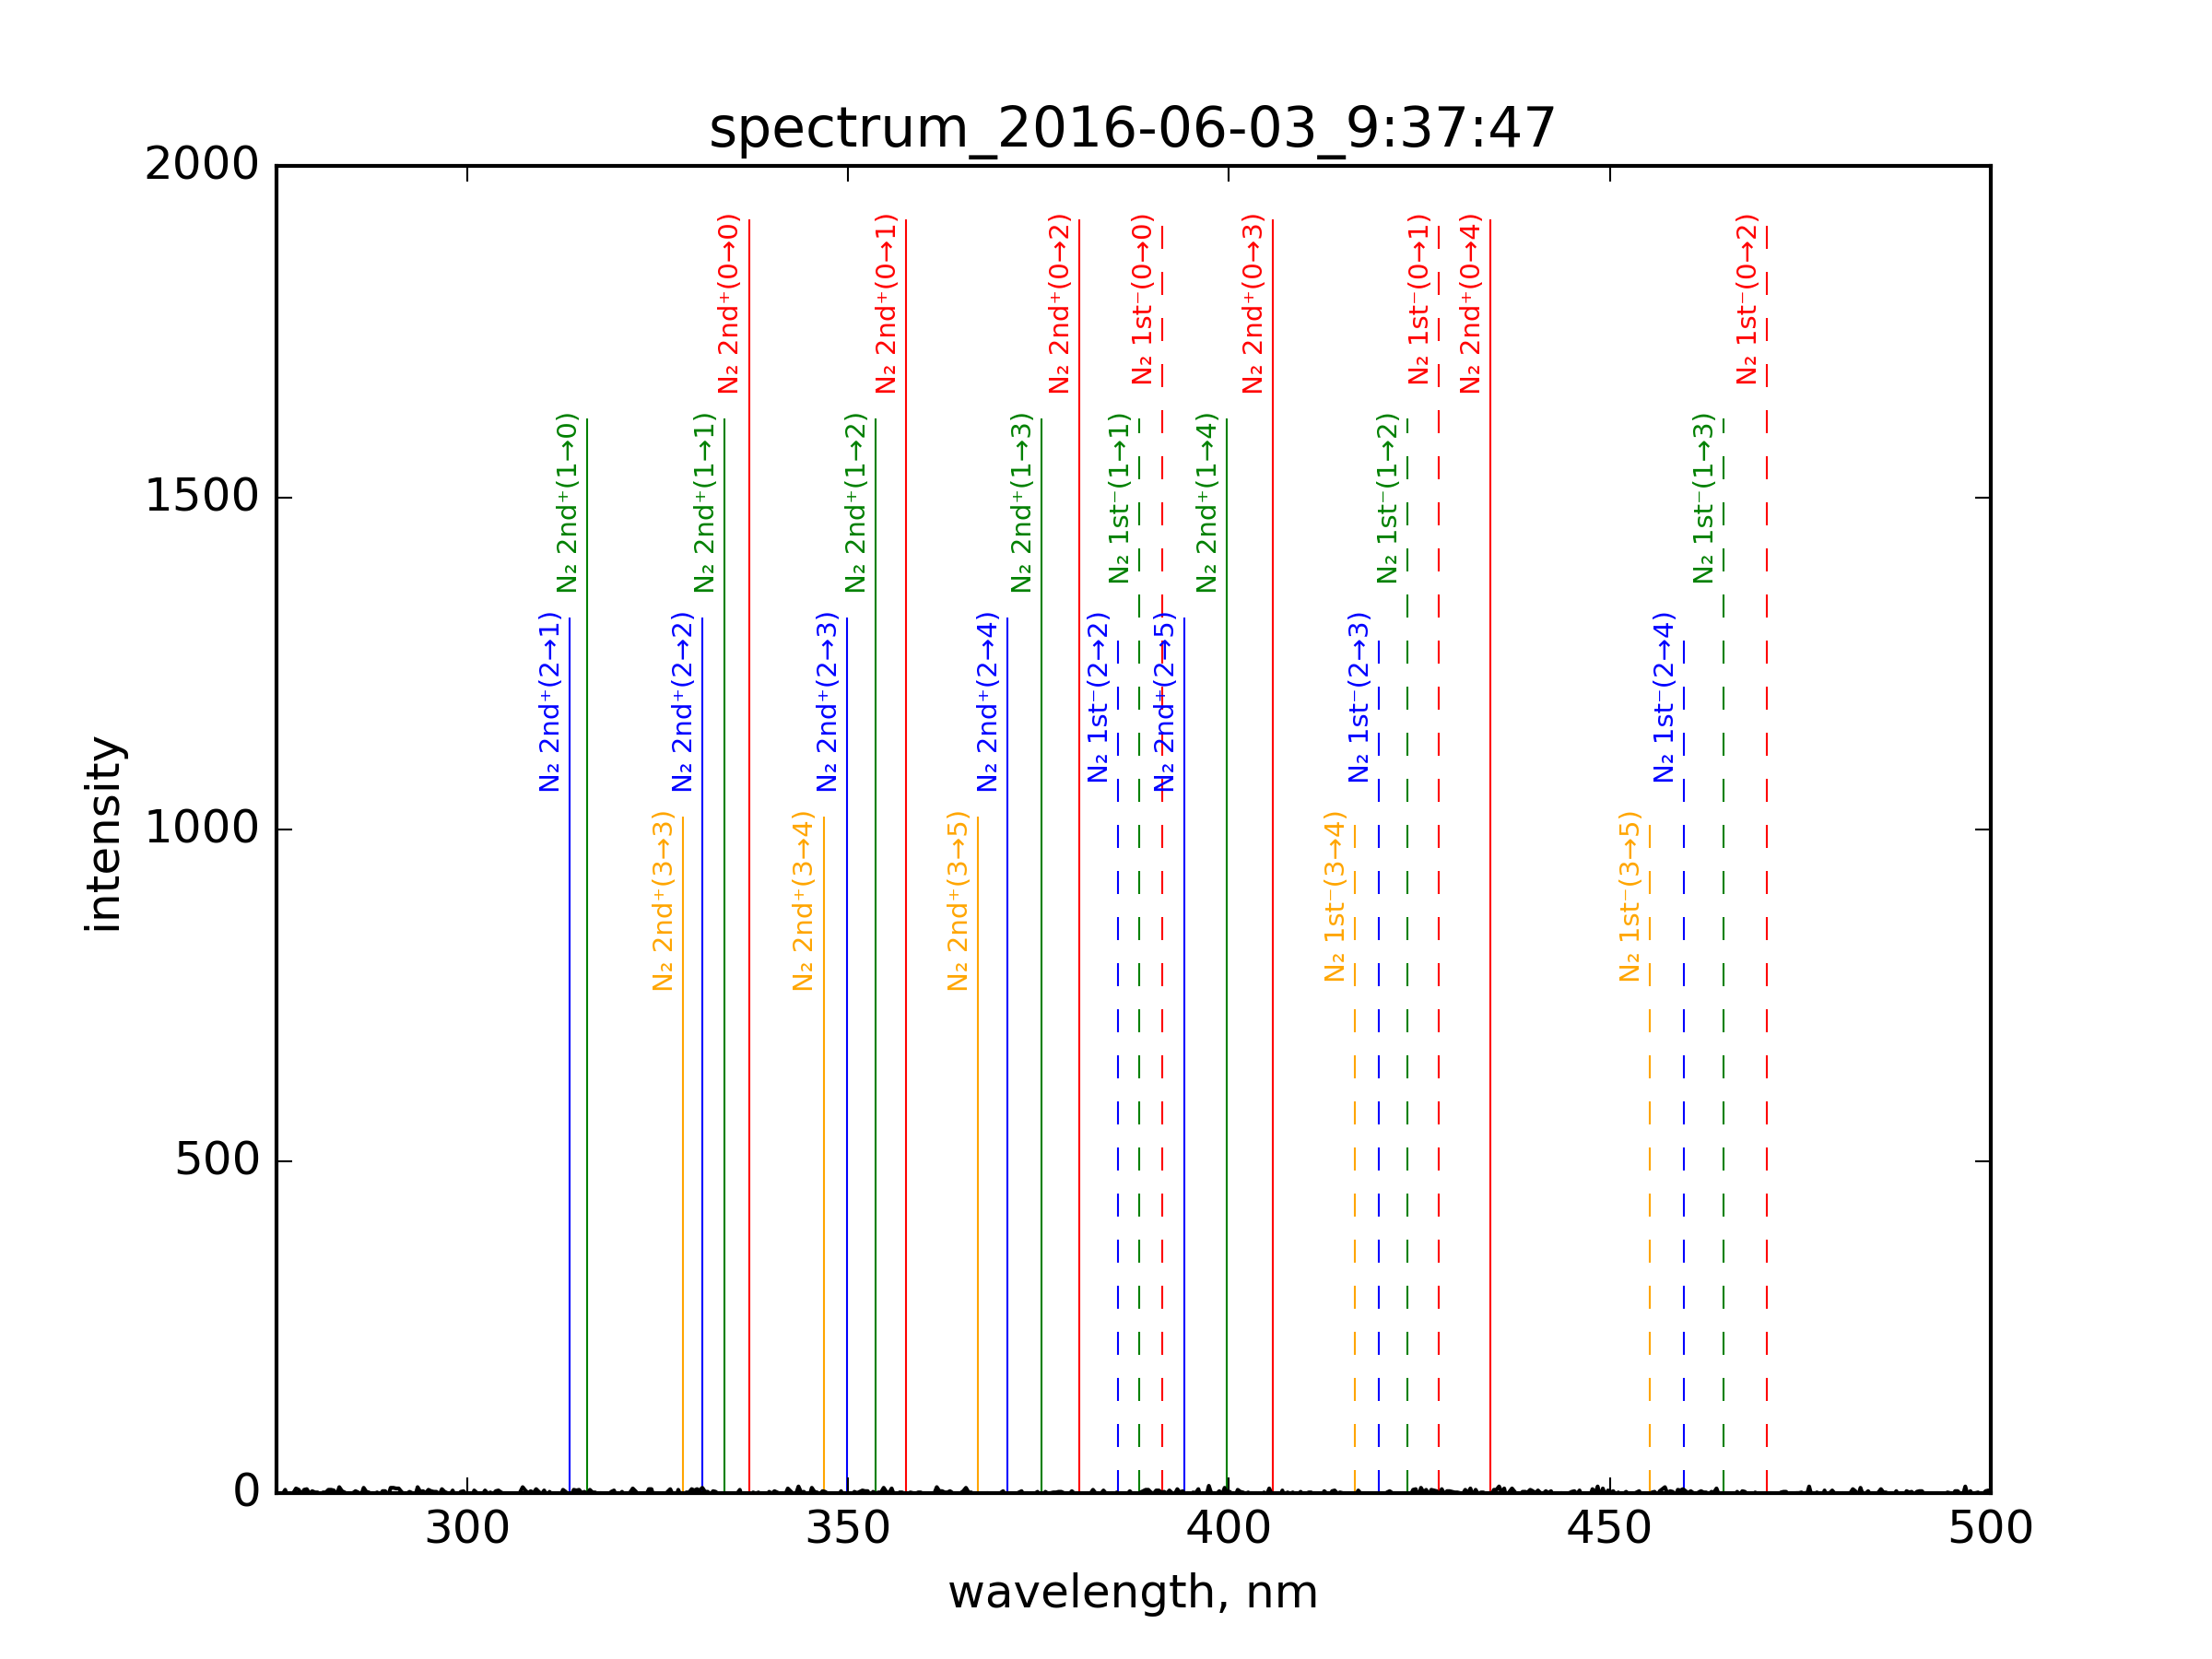 spectrum_2016-06-03_9:37:47
2000
1500
1000
500
0
intensity
N₂ 2nd⁺(0→0)
N₂ 2nd⁺(0→1)
N₂ 2nd⁺(0→2)
N₂ 1st⁻(0→0)
N₂ 2nd⁺(0→3)
N₂ 1st⁻(0→1)
N₂ 2nd⁺(0→4)
N₂ 1st⁻(0→2)
N₂ 2nd⁺(1→0)
N₂ 2nd⁺(1→1)
N₂ 2nd⁺(1→2)
N₂ 2nd⁺(1→3)
N₂ 1st⁻(1→1)
N₂ 2nd⁺(1→4)
N₂ 1st⁻(1→2)
N₂ 1st⁻(1→3)
N₂ 2nd⁺(2→1)
N₂ 2nd⁺(2→2)
N₂ 2nd⁺(2→3)
N₂ 2nd⁺(2→4)
N₂ 1st⁻(2→2)
N₂ 2nd⁺(2→5)
N₂ 1st⁻(2→3)
N₂ 1st⁻(2→4)
N₂ 2nd⁺(3→3)
N₂ 2nd⁺(3→4)
N₂ 2nd⁺(3→5)
N₂ 1st⁻(3→4)
N₂ 1st⁻(3→5)
300 350 400 450 500
wavelength, nm